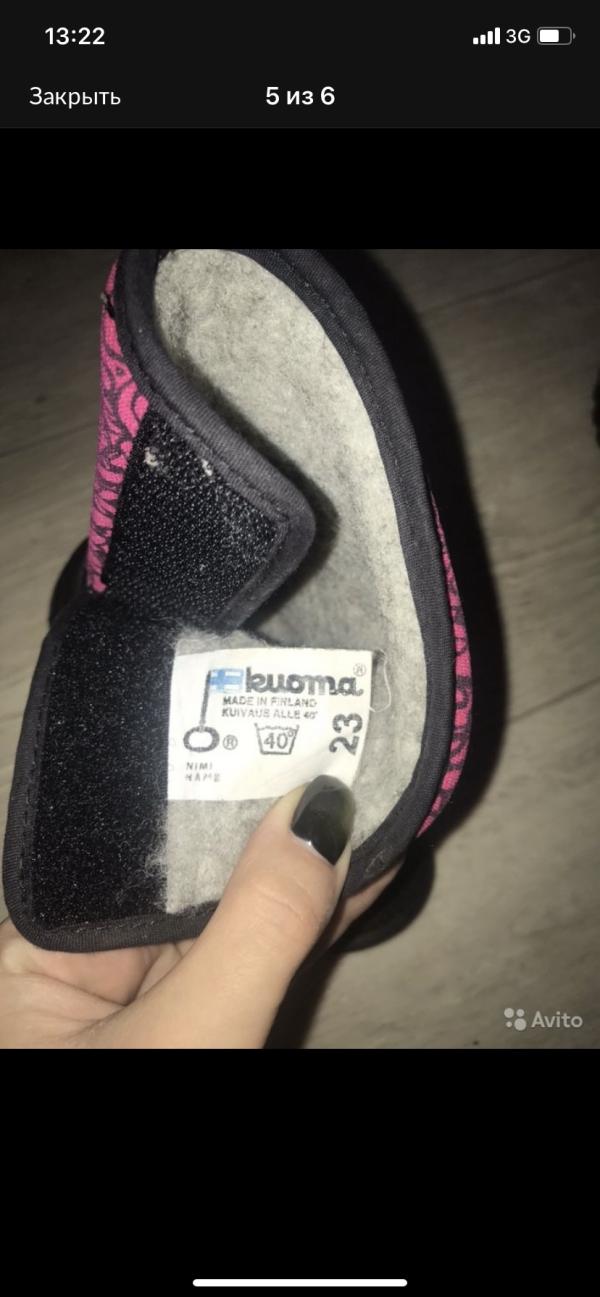 13:22
3G
Закрыть
5 из 6
kuoma®
MADE IN FINLAND
KUIVAUS ALLE 40°
® 40° 23
NIMI
NAME
Avito